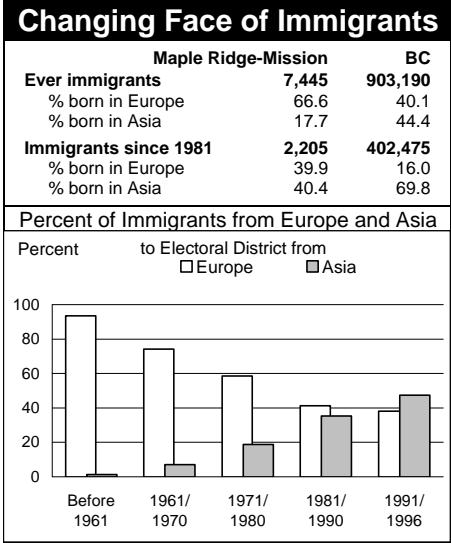 Changing Face of Immigrants
Maple Ridge-Mission BC
Ever immigrants 7,445 903,190
% born in Europe 66.6 40.1
% born in Asia 17.7 44.4
Immigrants since 1981 2,205 402,475
% born in Europe 39.9 16.0
% born in Asia 40.4 69.8
Percent of Immigrants from Europe and Asia
Percent to Electoral District from
Europe Asia
100
80
60
40
20
0
Before 1961/ 1971/ 1981/ 1991/
1961 1970 1980 1990 1996